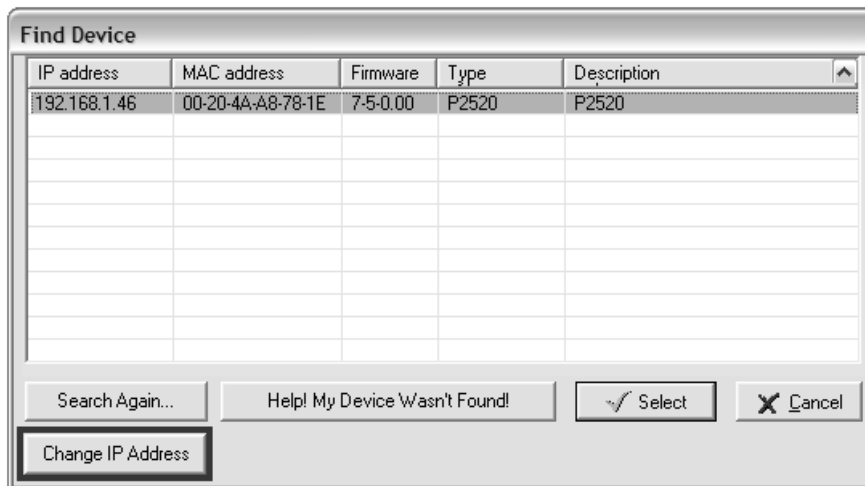 Find Device
IP address MAC address Firmware Type Description
192.168.1.46 00-20-4A-A8-78-1E 7-5-0.00 P2520 P2520
Search Again... Help! My Device Wasn't Found! Select Cancel
Change IP Address